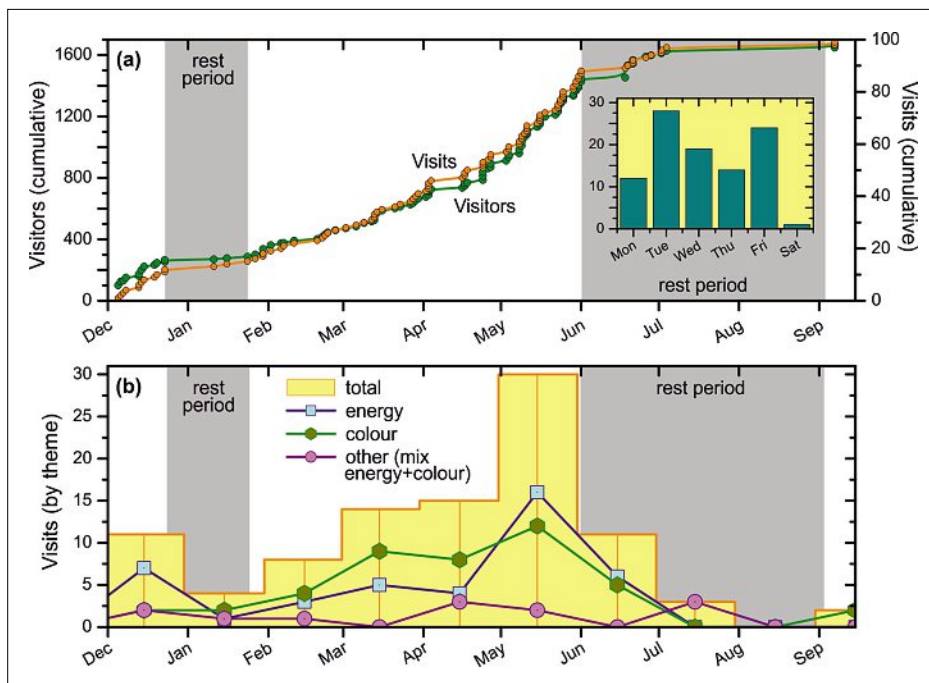 (a)
rest
period
1600
1200
800
400
0
Visitors (cumulative)
100
80
60
40
20
0
Visits (cumulative)
Visits
Visitors
30
20
10
0
Mon
Tue
Wed
Thu
Fri
Sat
rest period
Dec
Jan
Feb
Mar
Apr
May
Jun
Jul
Aug
Sep
(b)
rest
period
total
energy
colour
other (mix
energy+colour)
rest period
30
25
20
15
10
5
0
Visits (by theme)
Dec
Jan
Feb
Mar
Apr
May
Jun
Jul
Aug
Sep